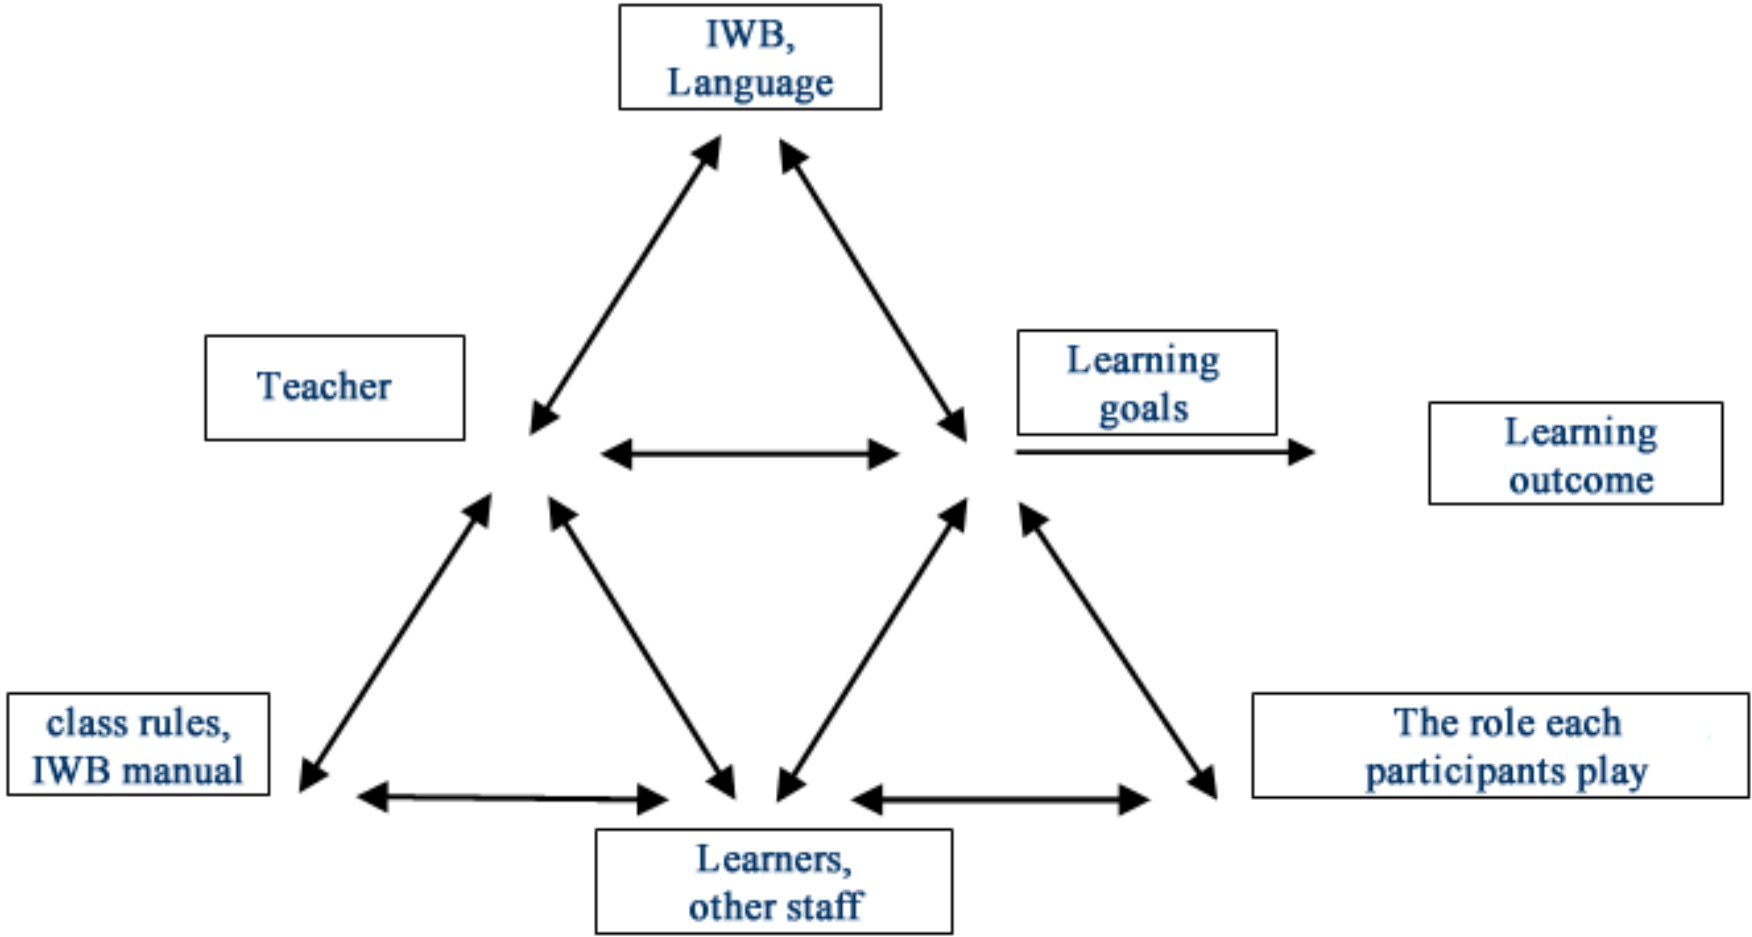 IWB,
Language
Teacher
Learning
goals
Learning
outcome
class rules,
IWB manual
The role each
participants play
Learners,
other staff